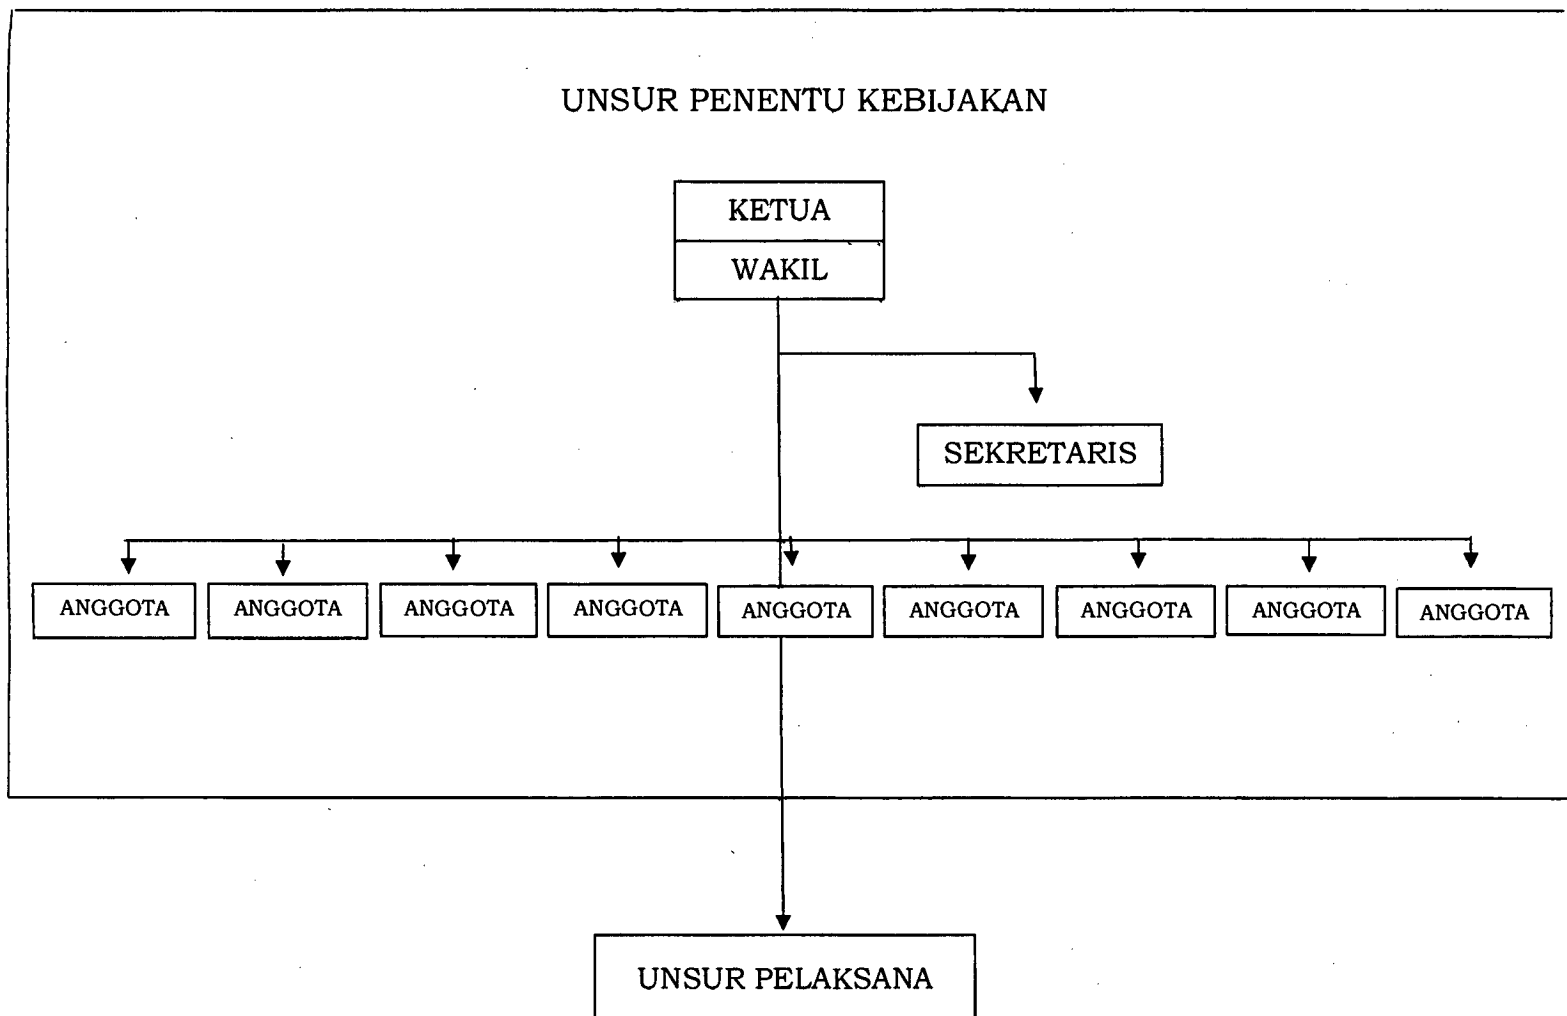 UNSUR PENENTU KEBIJAKAN
KETUA
WAKIL
SEKRETARIS
ANGGOTA
ANGGOTA
ANGGOTA
ANGGOTA
ANGGOTA
ANGGOTA
ANGGOTA
ANGGOTA
ANGGOTA
UNSUR PELAKSANA